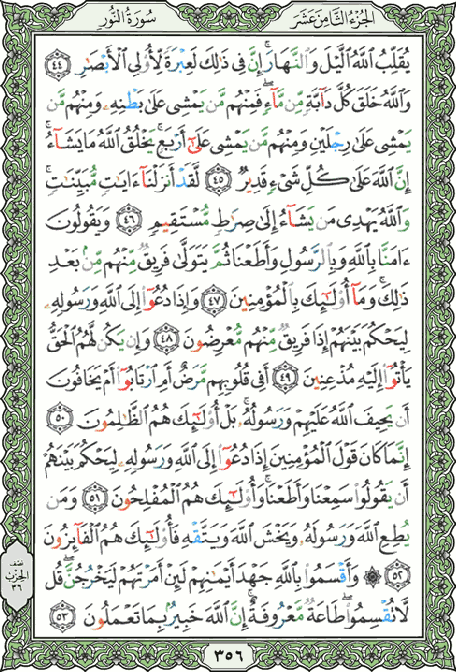 الجزء الثامن عشر
سورة النور
يُقَلِّبُ ٱللَّهُ ٱلَّيۡلَ وَٱلنَّهَارَۚ إِنَّ فِي ذَٰلِكَ لَعِبۡرَةٗ لِّأُوْلِي ٱلۡأَبۡصَٰرِ ٤٤
وَٱللَّهُ خَلَقَ كُلَّ دَآبَّةٖ مِّن مَّآءٖۖ فَمِنۡهُم مَّن يَمۡشِي عَلَىٰ بَطۡنِهِۦ وَمِنۡهُم مَّن
يَمۡشِي عَلَىٰ رِجۡلَيۡنِ وَمِنۡهُم مَّن يَمۡشِي عَلَىٰٓ أَرۡبَعٖۚ يَخۡلُقُ ٱللَّهُ مَا يَشَآءُۚ
إِنَّ ٱللَّهَ عَلَىٰ كُلِّ شَيۡءٖ قَدِيرٞ ٤٥ لَّقَدۡ أَنزَلۡنَآ ءَايَٰتٖ مُّبَيِّنَٰتٖۚ
وَٱللَّهُ يَهۡدِي مَن يَشَآءُ إِلَىٰ صِرَٰطٖ مُّسۡتَقِيمٖ ٤٦ وَيَقُولُونَ
ءَامَنَّا بِٱللَّهِ وَبِٱلرَّسُولِ وَأَطَعۡنَا ثُمَّ يَتَوَلَّىٰ فَرِيقٞ مِّنۡهُم مِّنۢ بَعۡدِ
ذَٰلِكَۚ وَمَآ أُوْلَٰٓئِكَ بِٱلۡمُؤۡمِنِينَ ٤٧ وَإِذَا دُعُوٓاْ إِلَى ٱللَّهِ وَرَسُولِهِۦ
لِيَحۡكُمَ بَيۡنَهُمۡ إِذَا فَرِيقٞ مِّنۡهُم مُّعۡرِضُونَ ٤٨ وَإِن يَكُن لَّهُمُ ٱلۡحَقُّ
يَأۡتُوٓاْ إِلَيۡهِ مُذۡعِنِينَ ٤٩ أَفِي قُلُوبِهِم مَّرَضٌ أَمِ ٱرۡتَابُوٓاْ أَمۡ يَخَافُونَ
أَن يَحِيفَ ٱللَّهُ عَلَيۡهِمۡ وَرَسُولُهُۥۚ بَلۡ أُوْلَٰٓئِكَ هُمُ ٱلظَّٰلِمُونَ ٥٠
إِنَّمَا كَانَ قَوۡلَ ٱلۡمُؤۡمِنِينَ إِذَا دُعُوٓاْ إِلَى ٱللَّهِ وَرَسُولِهِۦ لِيَحۡكُمَ بَيۡنَهُمۡ
أَن يَقُولُواْ سَمِعۡنَا وَأَطَعۡنَاۚ وَأُوْلَٰٓئِكَ هُمُ ٱلۡمُفۡلِحُونَ ٥١ وَمَن
يُطِعِ ٱللَّهَ وَرَسُولَهُۥ وَيَخۡشَ ٱللَّهَ وَيَتَّقۡهِ فَأُوْلَٰٓئِكَ هُمُ ٱلۡفَآئِزُونَ
٥٢ ۞ وَأَقۡسَمُواْ بِٱللَّهِ جَهۡدَ أَيۡمَٰنِهِمۡ لَئِنۡ أَمَرۡتَهُمۡ لَيَخۡرُجُنَّۖ قُل
لَّا تُقۡسِمُواْۖ طَاعَةٞ مَّعۡرُوفَةٌۚ إِنَّ ٱللَّهَ خَبِيرُۢ بِمَا تَعۡمَلُونَ ٥٣
نصف
الحزب
٣٦
٣٥٦